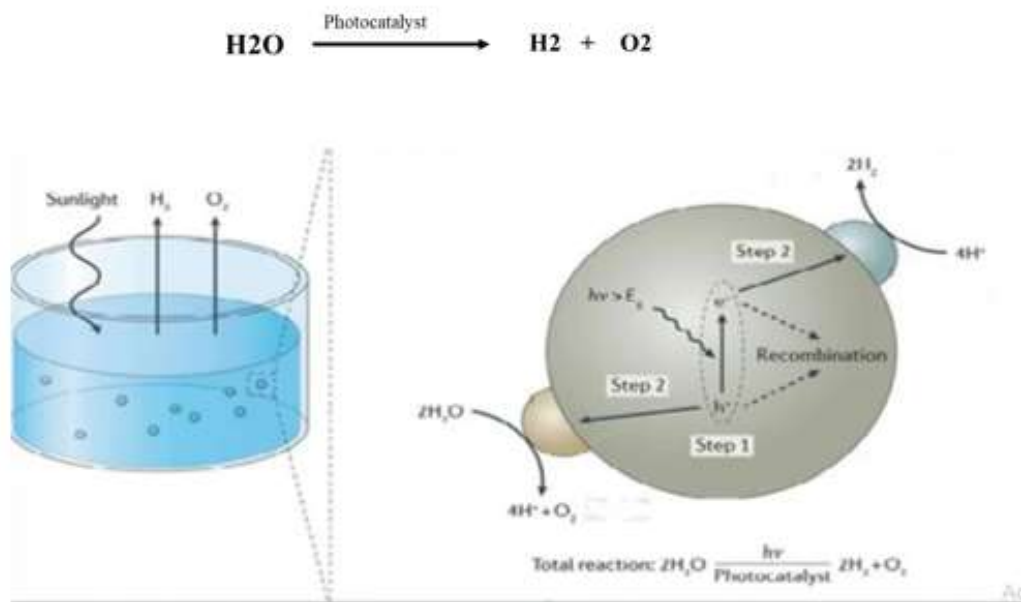 Photocatalyst
H2O H2 + O2
Sunlight H₂ O₂
2H₂
Step 2
4H⁺
hν > E₉
e⁻
Recombination
Step 2
h⁺
2H₂O
Step 1
4H⁺ + O₂
Total reaction: 2H₂O hν 2H₂ + O₂
Photocatalyst